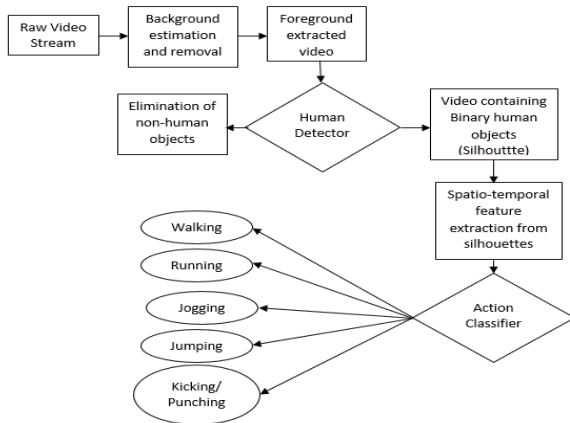 Raw Video
Stream
Background
estimation
and removal
Foreground
extracted
video
Elimination of
non-human
objects
Human
Detector
Video containing
Binary human
objects
(Silhouttte)
Spatio-temporal
feature
extraction from
silhouettes
Action
Classifier
Walking
Running
Jogging
Jumping
Kicking/
Punching